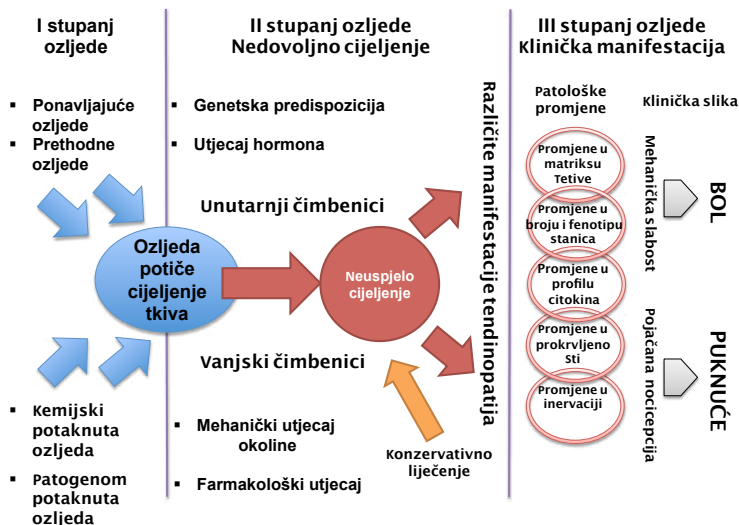 I stupanj
ozljede
Ponavljajuće
ozljede
Prethodne
ozljede
Ozljeda
potiče
cijeljenje
tkiva
Kemijski
potaknuta
ozljeda
Patogenom
potaknuta
ozljeda
II stupanj ozljede
Nedovoljno cijeljenje
Genetska predispozicija
Utjecaj hormona
Unutarnji čimbenici
Neuspjelo
cijeljenje
Vanjski čimbenici
Mehanički utjecaj
okoline
Farmakološki utjecaj
Konzervativno
liječenje
Različite manifestacije tendinopatija
III stupanj ozljede
Klinička manifestacija
Patološke
promjene
Klinička slika
Promjene u
matriksu
Tetive
Promjene u
broju i fenotipu
stanica
Promjene u
profilu
citokina
Promjene u
prokrvljeno
Sti
Promjene u
inervaciji
Mehanička slabost
Pojačana nocicepcija
BOL
PUKNUĆE